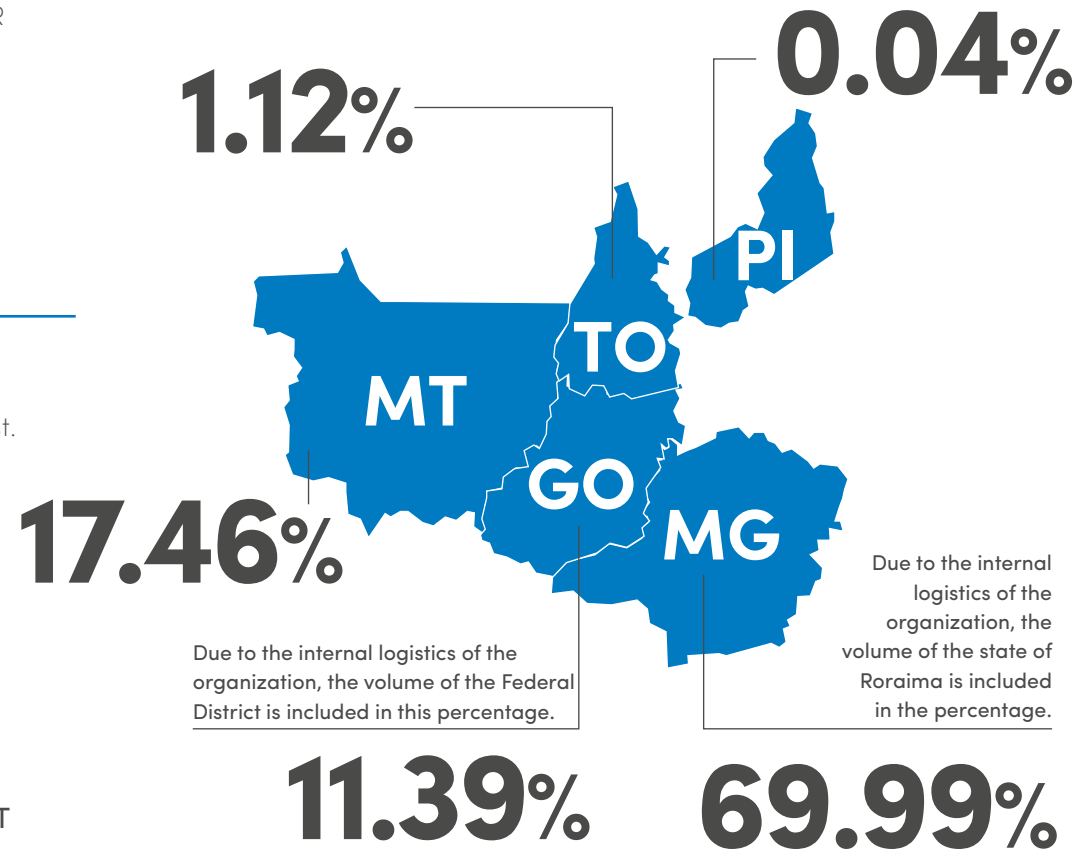 R
0.04%
1.12%
PI
TO
MT
st.
GO
17.46%
MG
Due to the internal
logistics of the
organization, the
volume of the state of
Roraima is included
in the percentage.
Due to the internal logistics of the
organization, the volume of the Federal
District is included in this percentage.
11.39%
69.99%
T